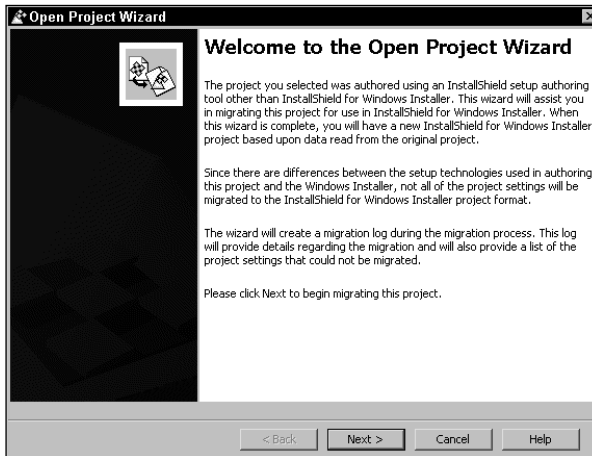 Open Project Wizard
Welcome to the Open Project Wizard
The project you selected was authored using an InstallShield setup authoring
tool other than InstallShield for Windows Installer. This wizard will assist you
in migrating this project for use in InstallShield for Windows Installer. When
this wizard is complete, you will have a new InstallShield for Windows Installer
project based upon data read from the original project.
Since there are differences between the setup technologies used in authoring
this project and the Windows Installer, not all of the project settings will be
migrated to the InstallShield for Windows Installer project format.
The wizard will create a migration log during the migration process. This log
will provide details regarding the migration and will also provide a list of the
project settings that could not be migrated.
Please click Next to begin migrating this project.
< Back Next > Cancel Help